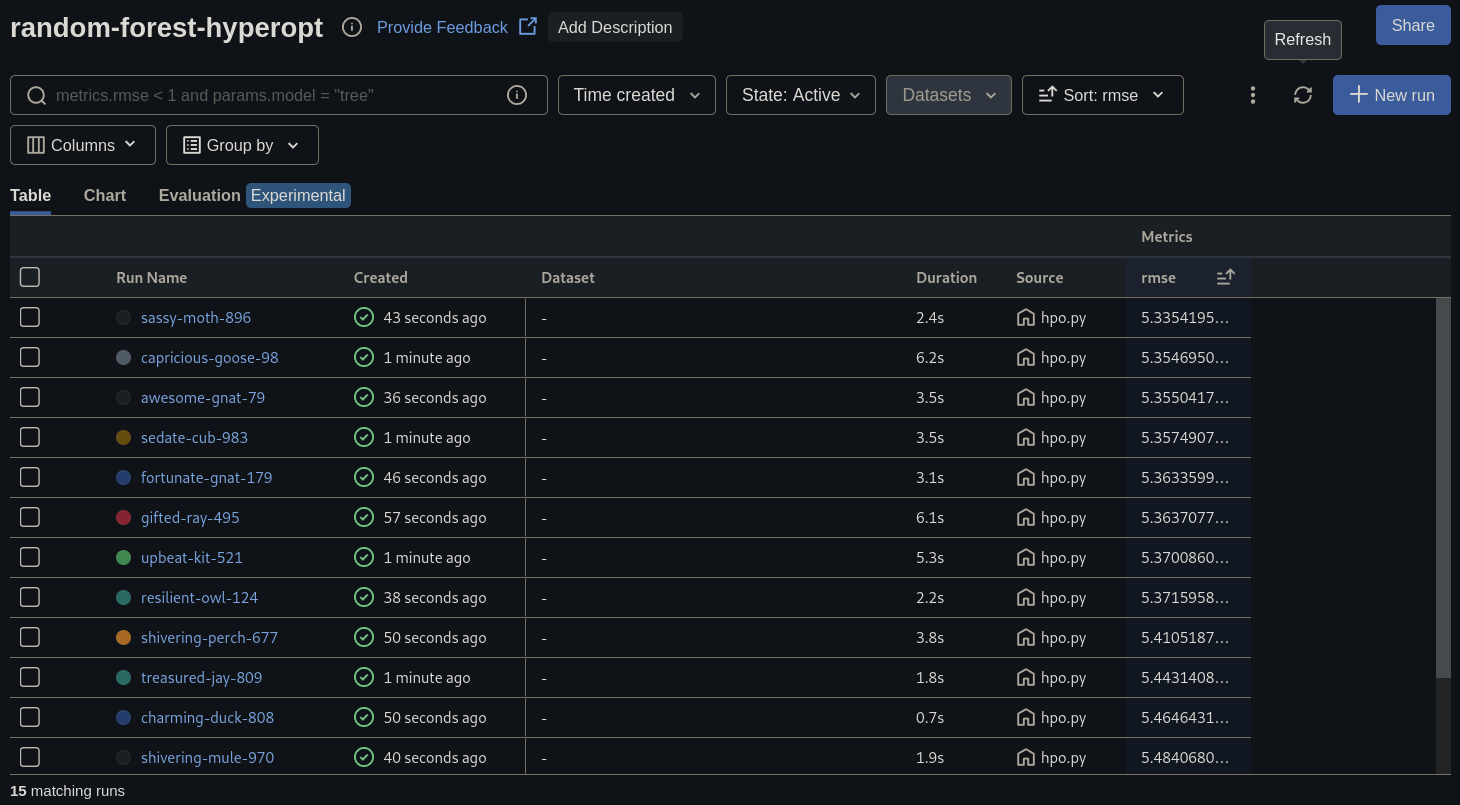 random-forest-hyperopt Provide Feedback Add Description Refresh Share
metrics.rmse < 1 and params.model = "tree" Time created State: Active Datasets Sort: rmse New run
Columns Group by
Table Chart Evaluation Experimental
Metrics
Run Name Created Dataset Duration Source rmse
sassy-moth-896 43 seconds ago - 2.4s hpo.py 5.3354195...
capricious-goose-98 1 minute ago - 6.2s hpo.py 5.3546950...
awesome-gnat-79 36 seconds ago - 3.5s hpo.py 5.3550417...
sedate-cub-983 1 minute ago - 3.5s hpo.py 5.3574907...
fortunate-gnat-179 46 seconds ago - 3.1s hpo.py 5.3633599...
gifted-ray-495 57 seconds ago - 6.1s hpo.py 5.3637077...
upbeat-kit-521 1 minute ago - 5.3s hpo.py 5.3700860...
resilient-owl-124 38 seconds ago - 2.2s hpo.py 5.3715958...
shivering-perch-677 50 seconds ago - 3.8s hpo.py 5.4105187...
treasured-jay-809 1 minute ago - 1.8s hpo.py 5.4431408...
charming-duck-808 50 seconds ago - 0.7s hpo.py 5.4646431...
shivering-mule-970 40 seconds ago - 1.9s hpo.py 5.4840680...
15 matching runs